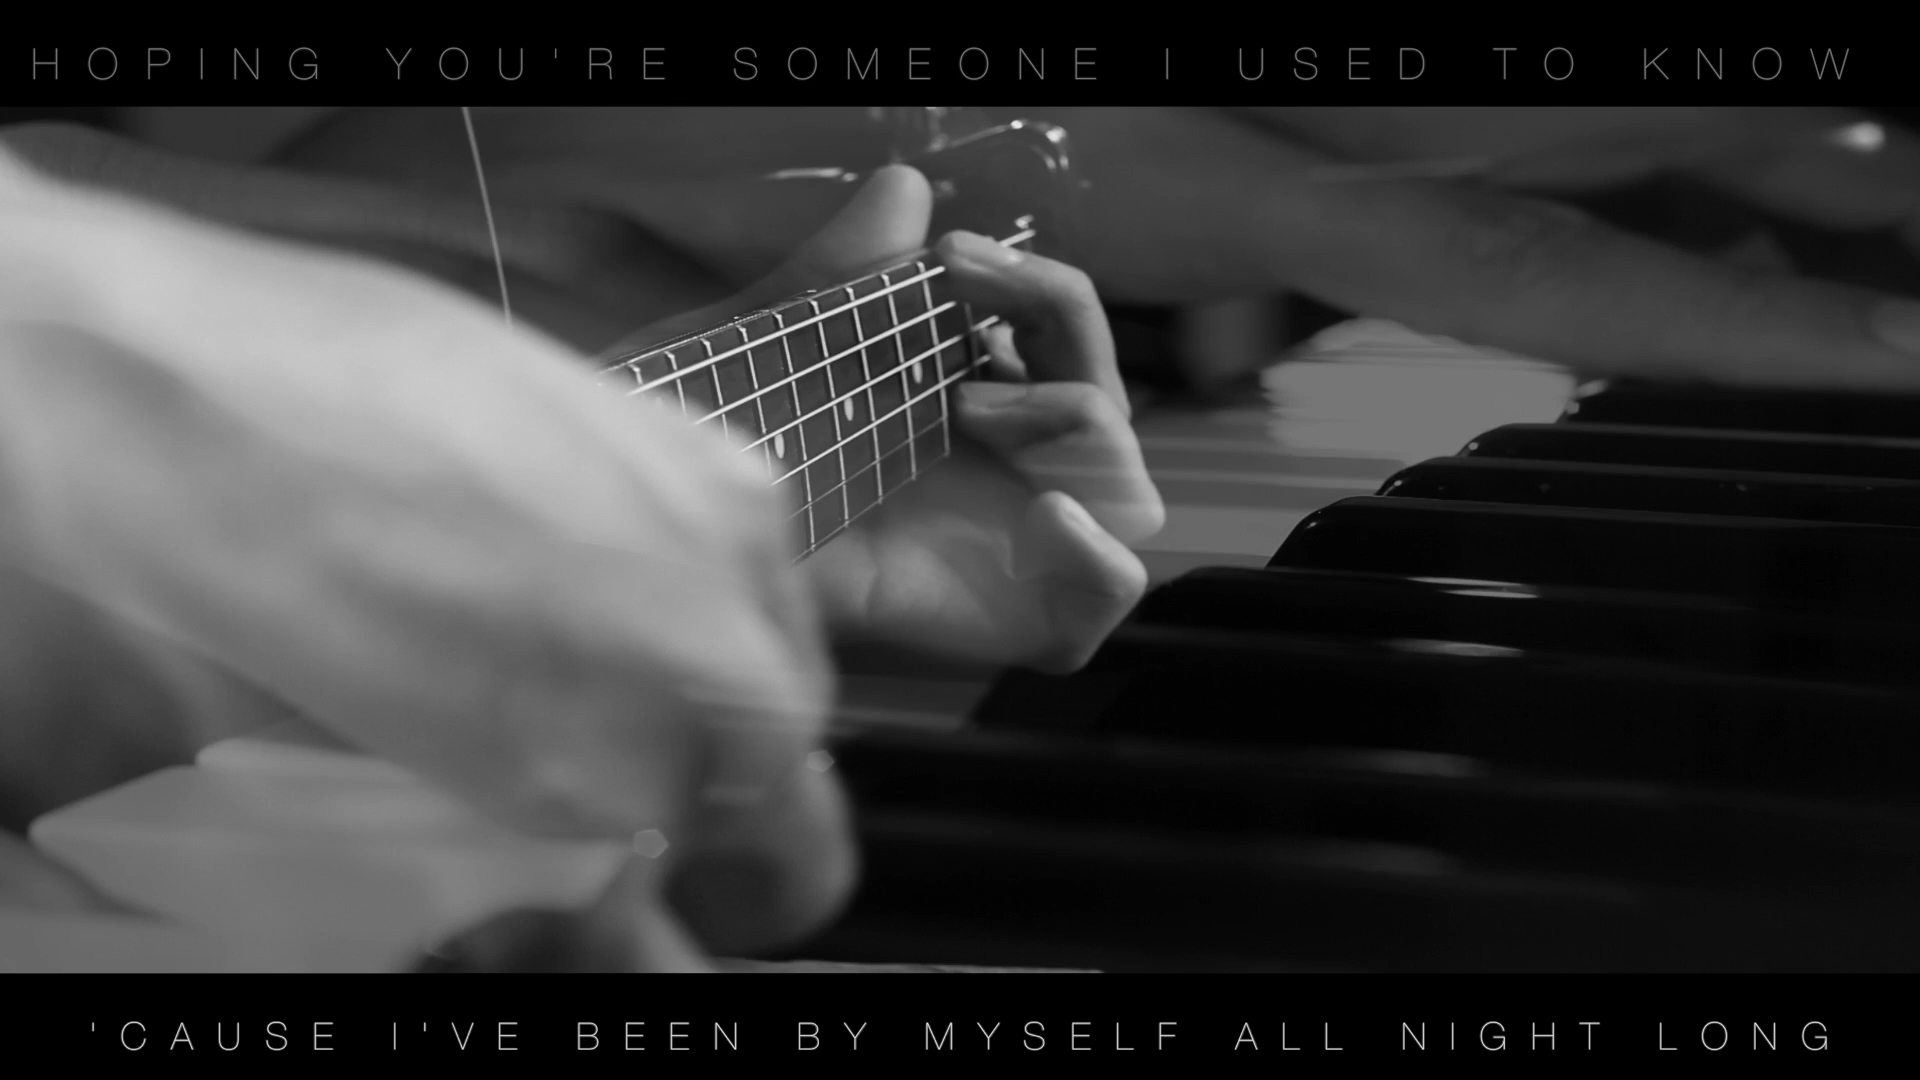 HOPING YOU'RE SOMEONE I USED TO KNOW
'CAUSE I'VE BEEN BY MYSELF ALL NIGHT LONG